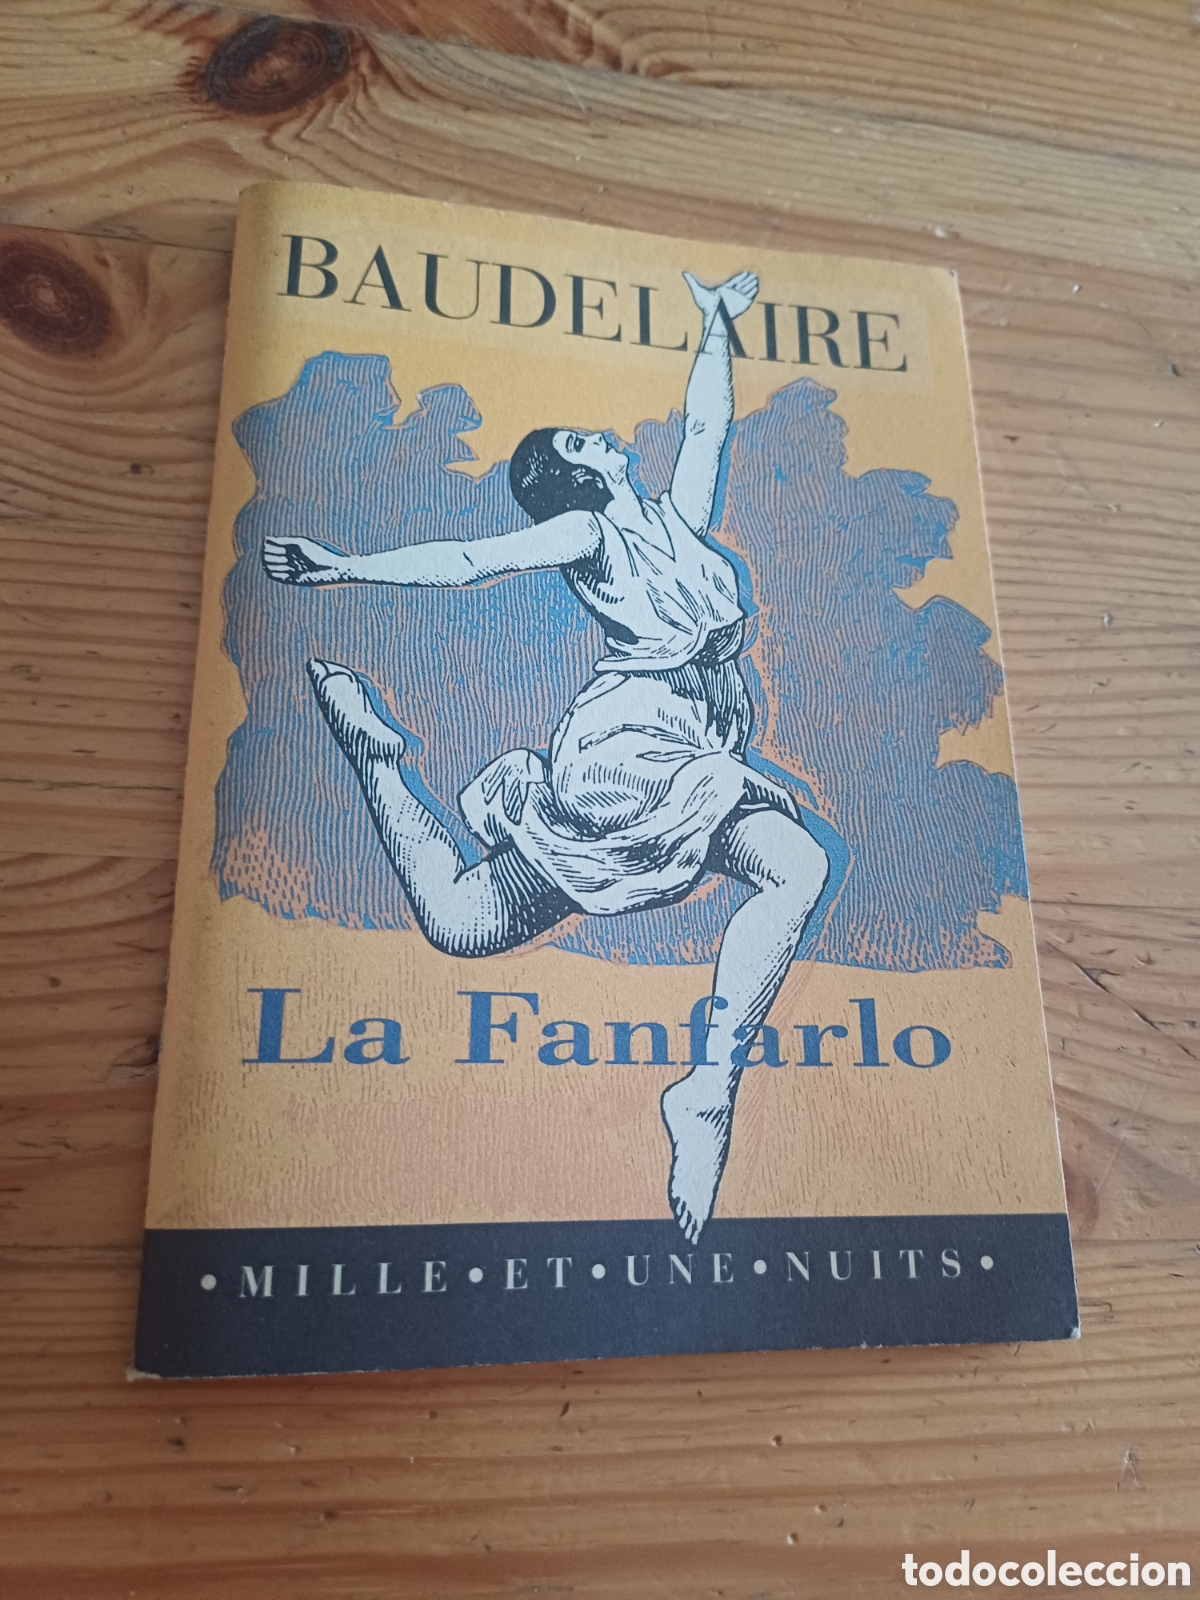 BAUDELAIRE
La Fanfarlo
• MILLE • ET • UNE • NUITS •
todocoleccion